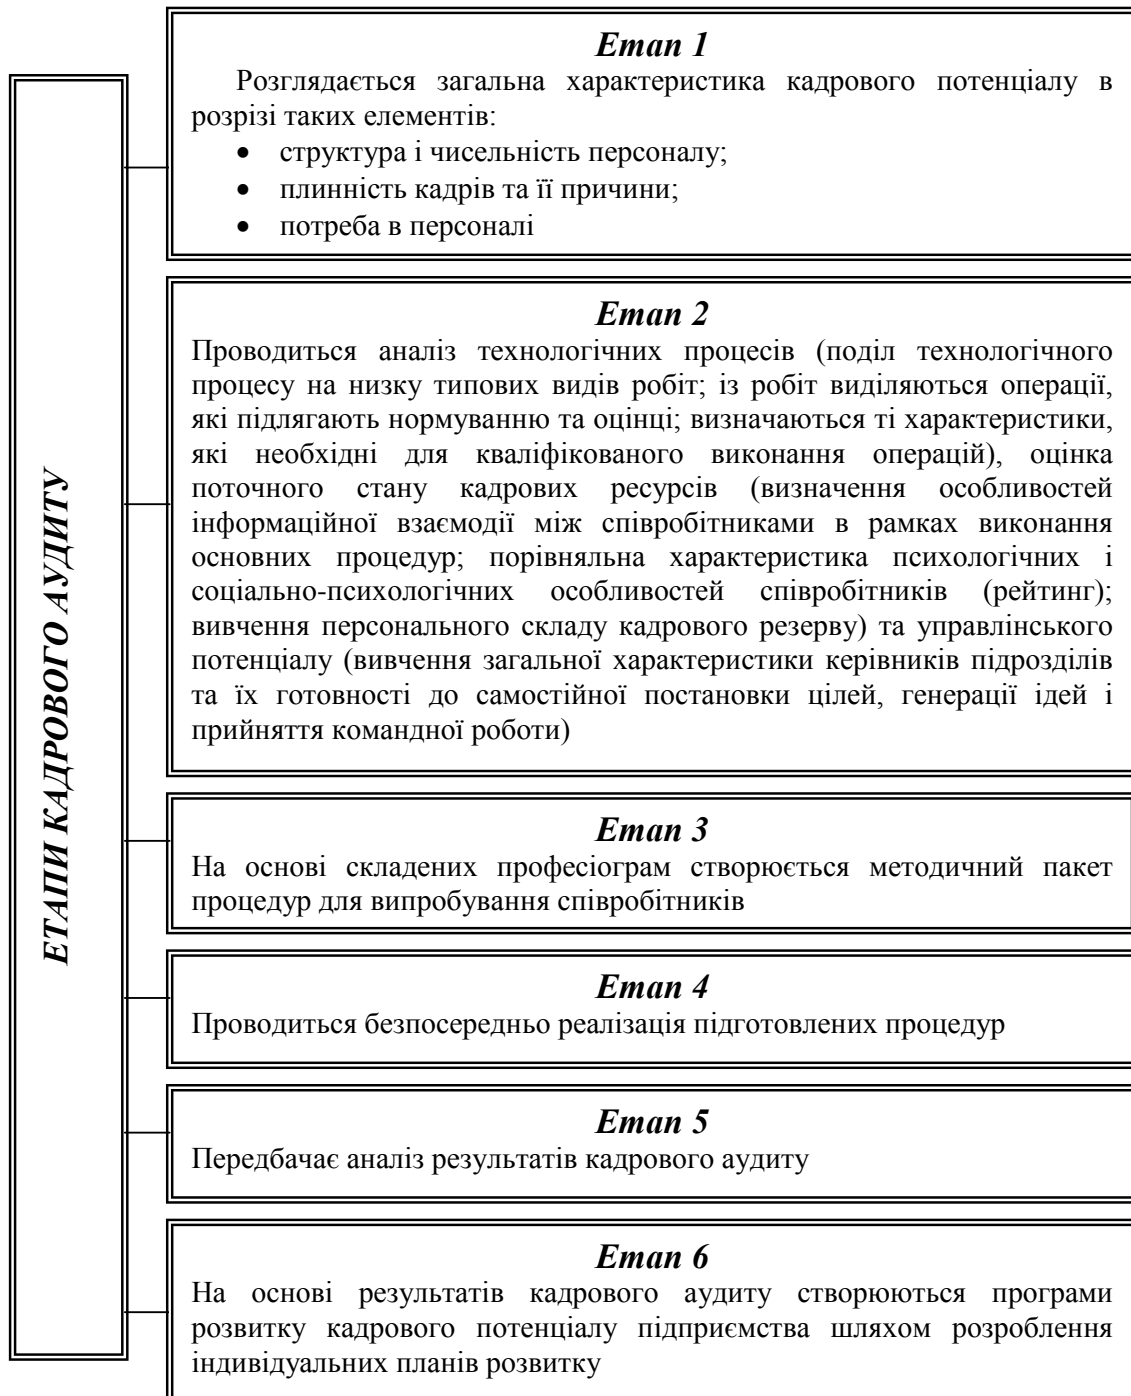 ЕТАПИ КАДРОВОГО АУДИТУ
Етап 1
Розглядається загальна характеристика кадрового потенціалу в
розрізі таких елементів:
• структура і чисельність персоналу;
• плинність кадрів та її причини;
• потреба в персоналі
Етап 2
Проводиться аналіз технологічних процесів (поділ технологічного
процесу на низку типових видів робіт; із робіт виділяються операції,
які підлягають нормуванню та оцінці; визначаються ті характеристики,
які необхідні для кваліфікованого виконання операцій), оцінка
поточного стану кадрових ресурсів (визначення особливостей
інформаційної взаємодії між співробітниками в рамках виконання
основних процедур; порівняльна характеристика психологічних і
соціально-психологічних особливостей співробітників (рейтинг);
вивчення персонального складу кадрового резерву) та управлінського
потенціалу (вивчення загальної характеристики керівників підрозділів
та їх готовності до самостійної постановки цілей, генерації ідей і
прийняття командної роботи)
Етап 3
На основі складених професіограм створюється методичний пакет
процедур для випробування співробітників
Етап 4
Проводиться безпосередньо реалізація підготовлених процедур
Етап 5
Передбачає аналіз результатів кадрового аудиту
Етап 6
На основі результатів кадрового аудиту створюються програми
розвитку кадрового потенціалу підприємства шляхом розроблення
індивідуальних планів розвитку